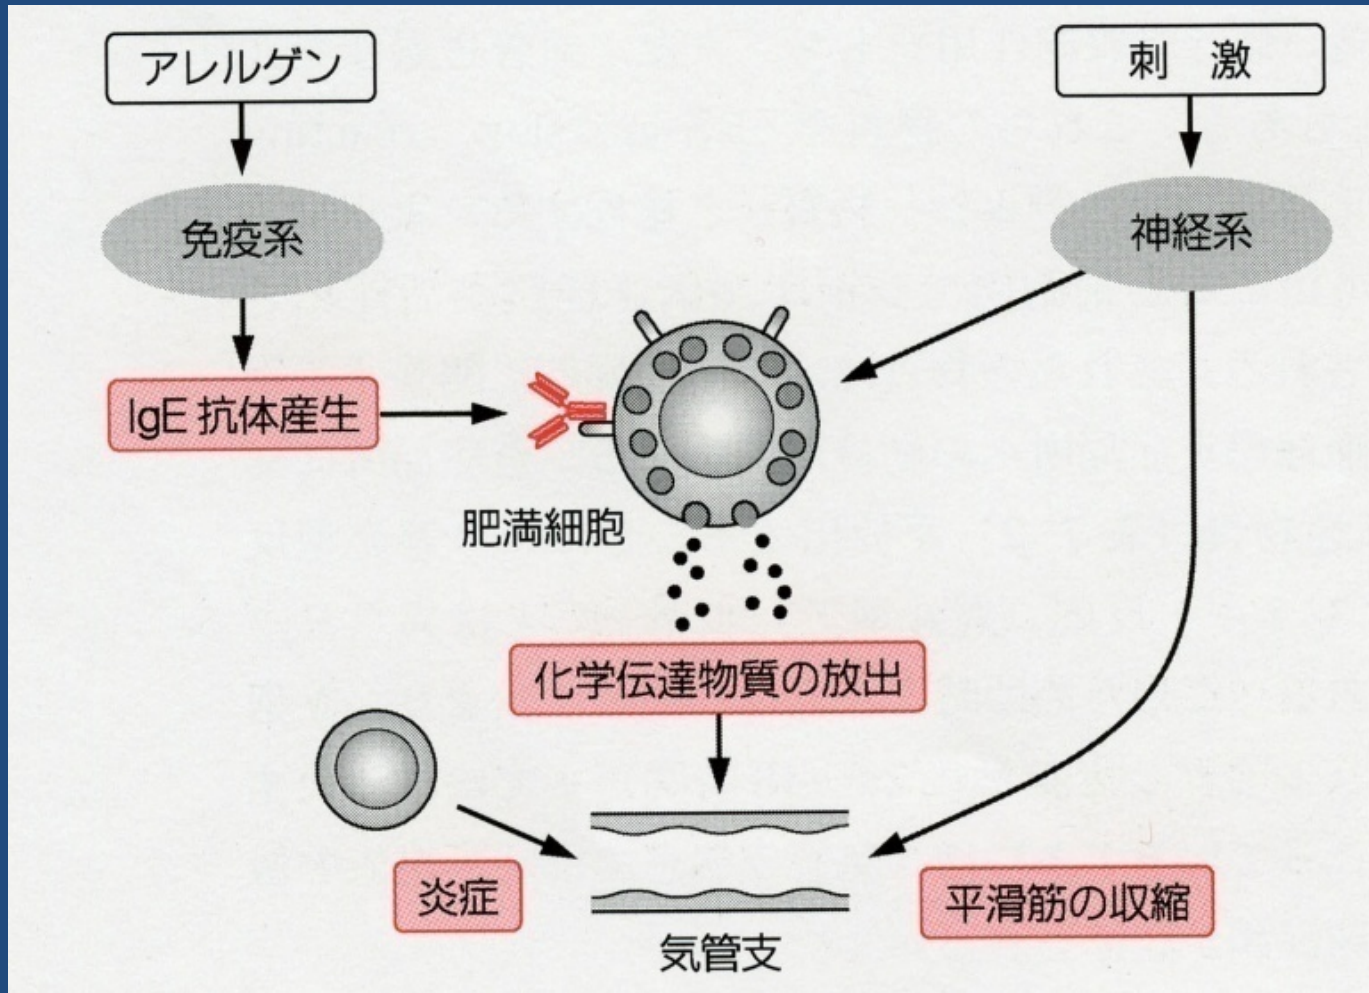 アレルゲン
刺 激
免疫系
神経系
IgE 抗体産生
肥満細胞
化学伝達物質の放出
炎症
平滑筋の収縮
気管支